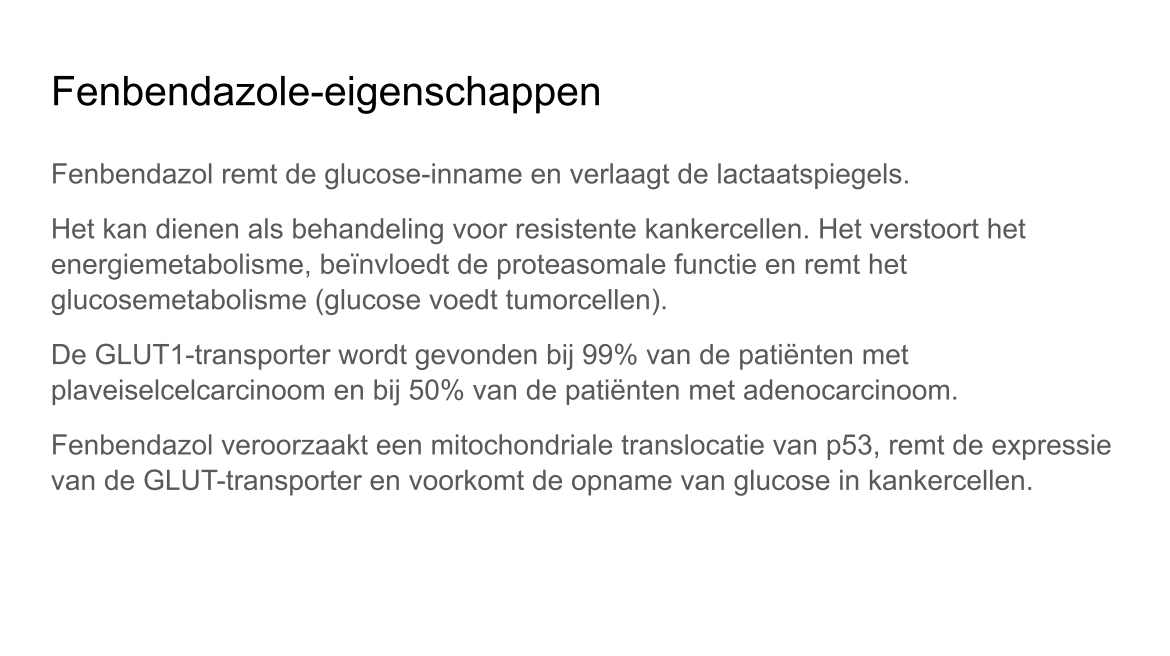 Fenbendazole-eigenschappen
Fenbendazol remt de glucose-inname en verlaagt de lactaatspiegels.
Het kan dienen als behandeling voor resistente kankercellen. Het verstoort het
energiemetabolisme, beïnvloedt de proteasomale functie en remt het
glucosemetabolisme (glucose voedt tumorcellen).
De GLUT1-transporter wordt gevonden bij 99% van de patiënten met
plaveiselcelcarcinoom en bij 50% van de patiënten met adenocarcinoom.
Fenbendazol veroorzaakt een mitochondriale translocatie van p53, remt de expressie
van de GLUT-transporter en voorkomt de opname van glucose in kankercellen.